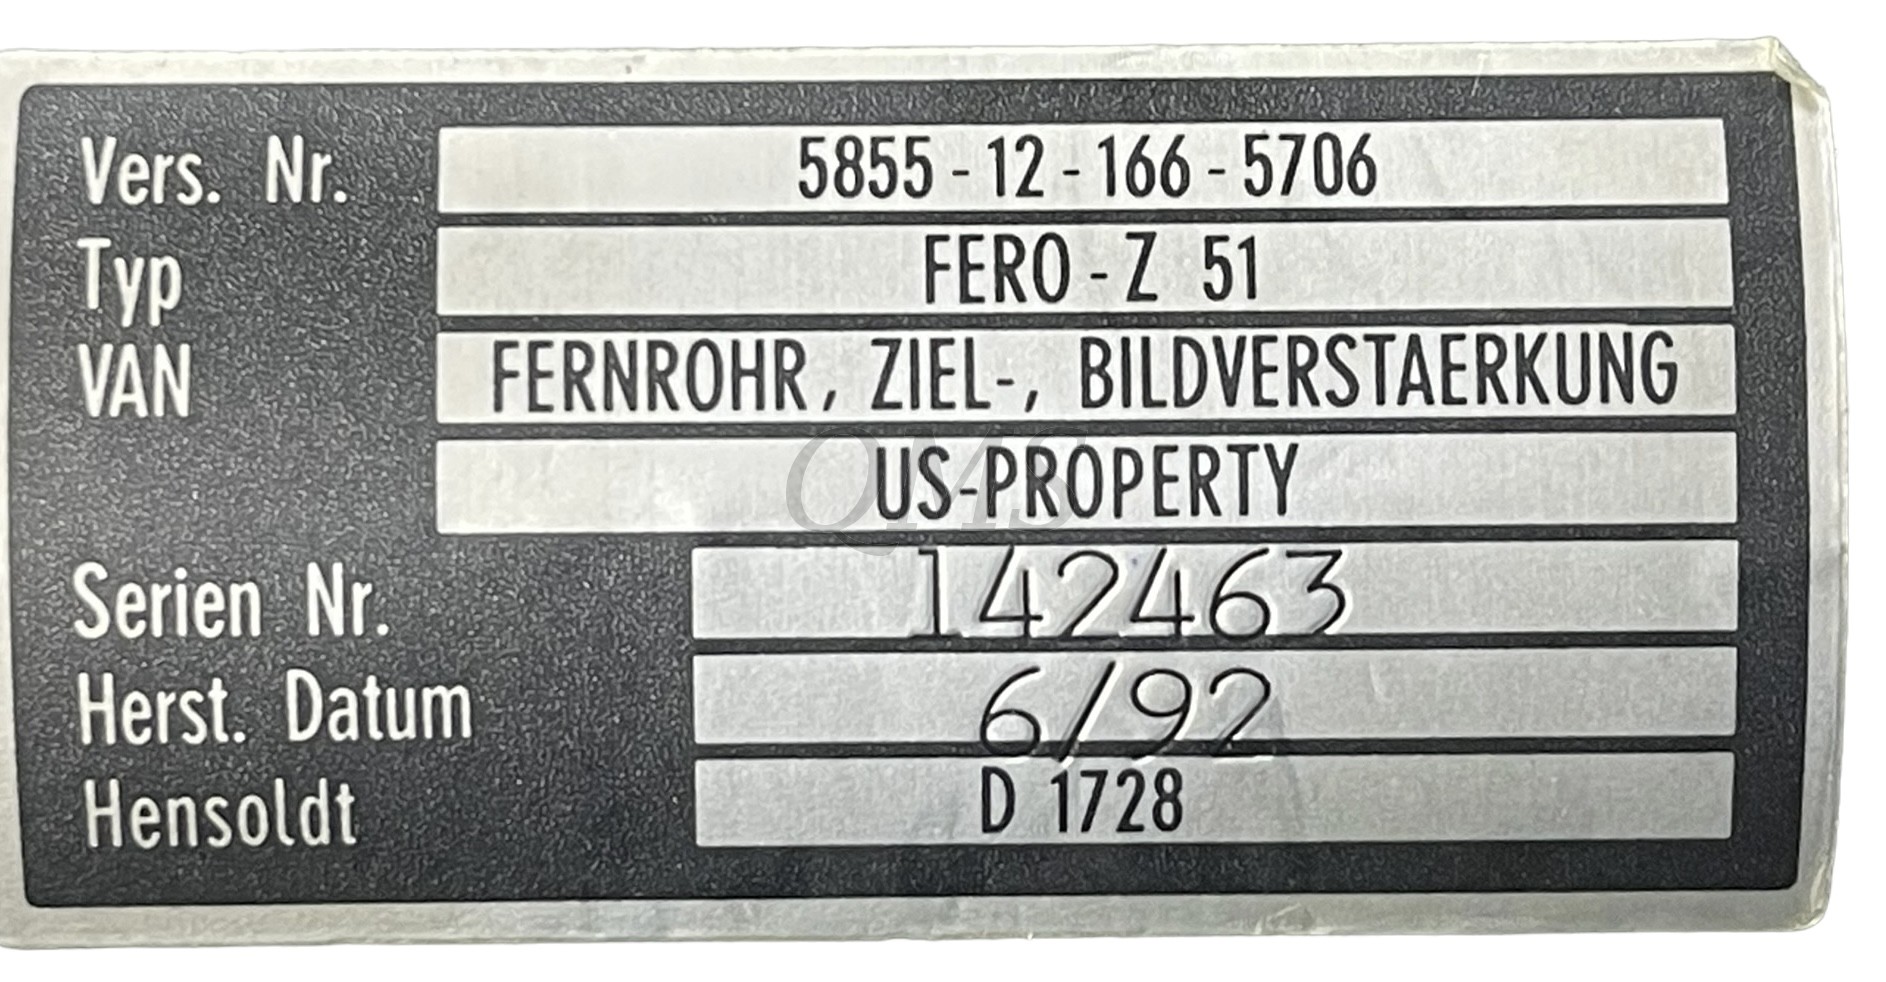 Vers. Nr. 5855-12-166-5706
Typ FERO-Z 51
VAN FERNROHR, ZIEL-, BILDVERSTAERKUNG
US-PROPERTY
QMS
Serien Nr. 142463
Herst. Datum 6/92
Hensoldt D 1728